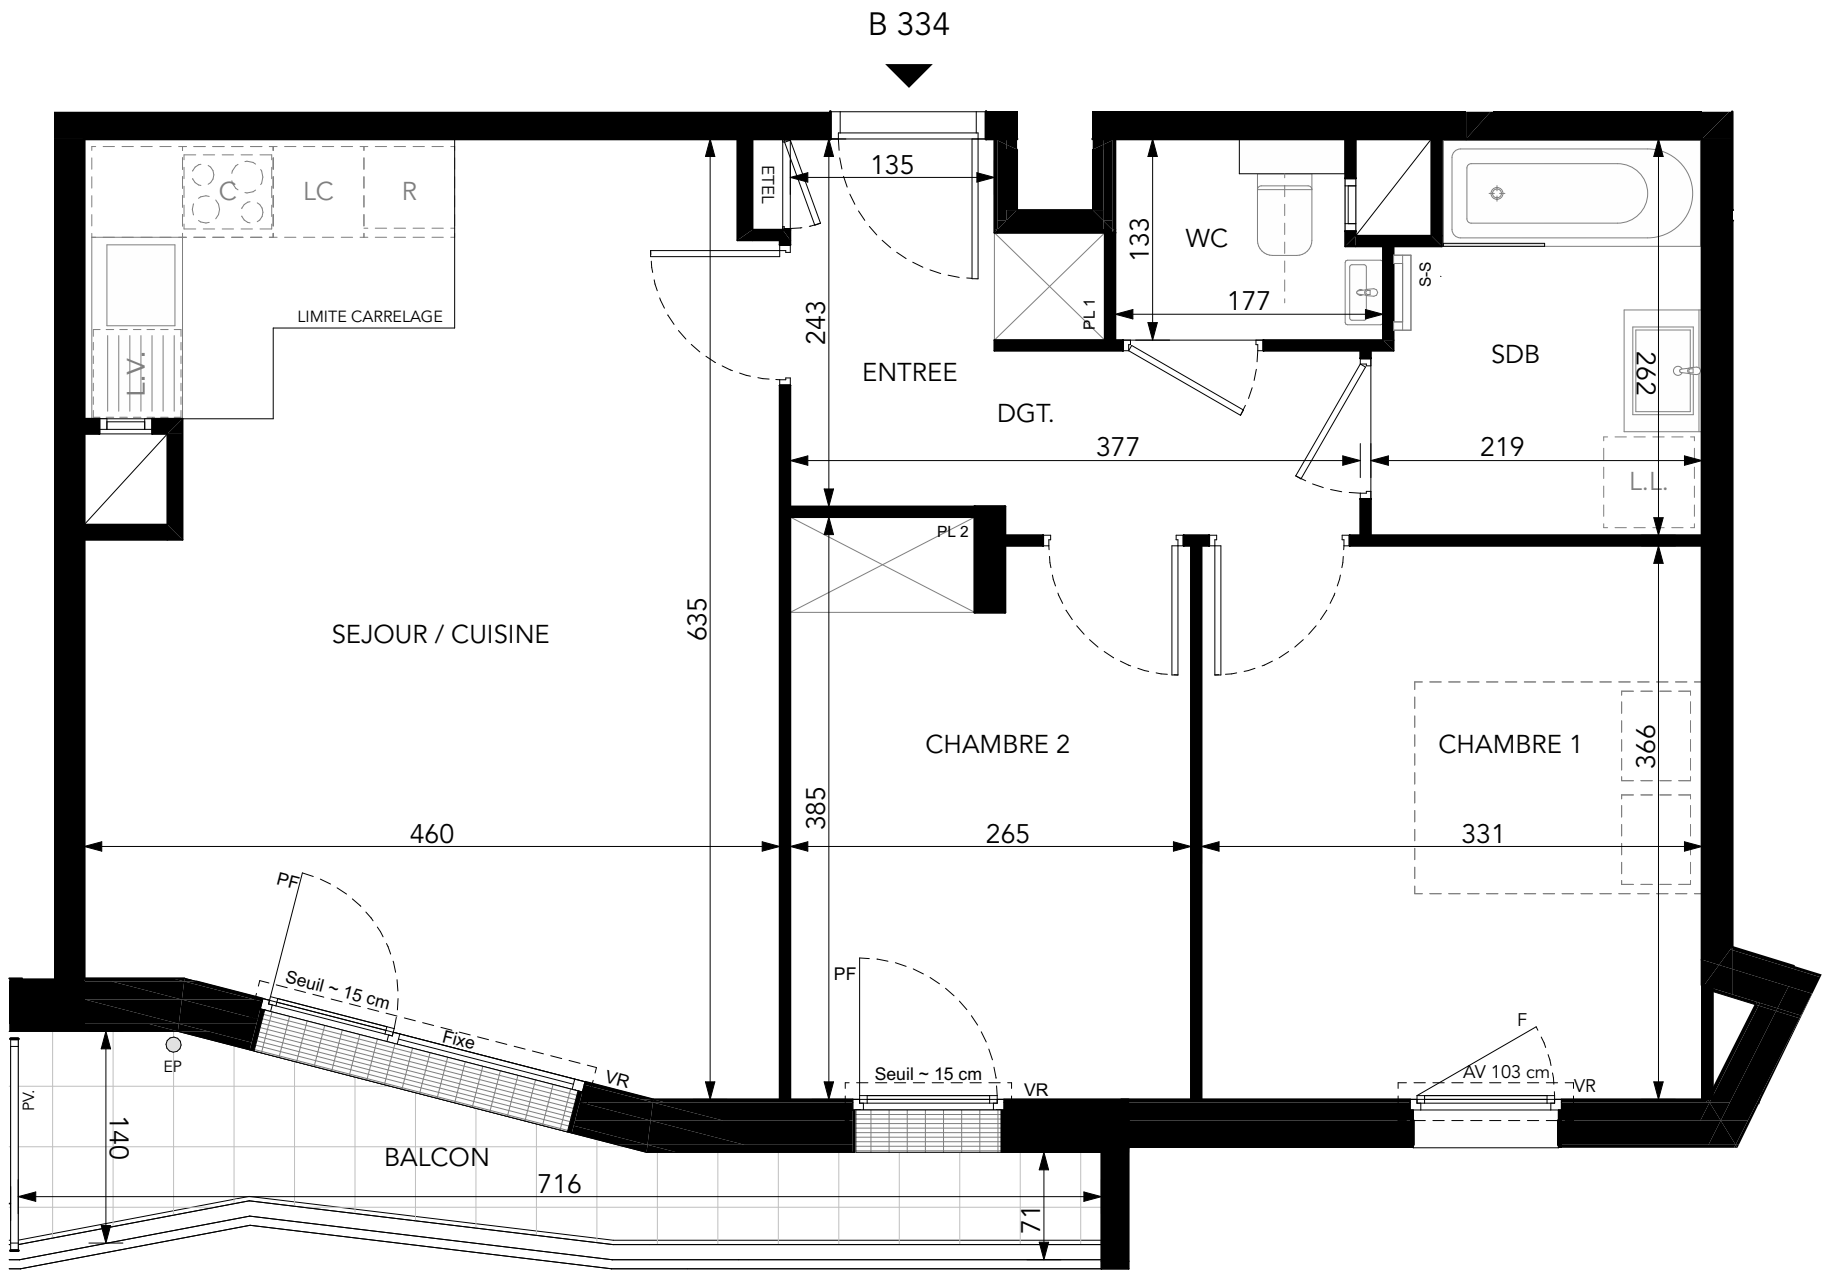 B 334
ETEL
135
C
LC
R
WC
133
177
S-S
PL 1
LIMITE CARRELAGE
243
ENTREE
SDB
262
L.V.
DGT.
377
219
L.L.
PL 2
SEJOUR / CUISINE
635
CHAMBRE 2
CHAMBRE 1
366
385
460
265
331
PF
PF
Seuil ~ 15 cm
Fixe
VR
Seuil ~ 15 cm
VR
F
AV 103 cm
VR
EP
PV.
140
BALCON
716
71